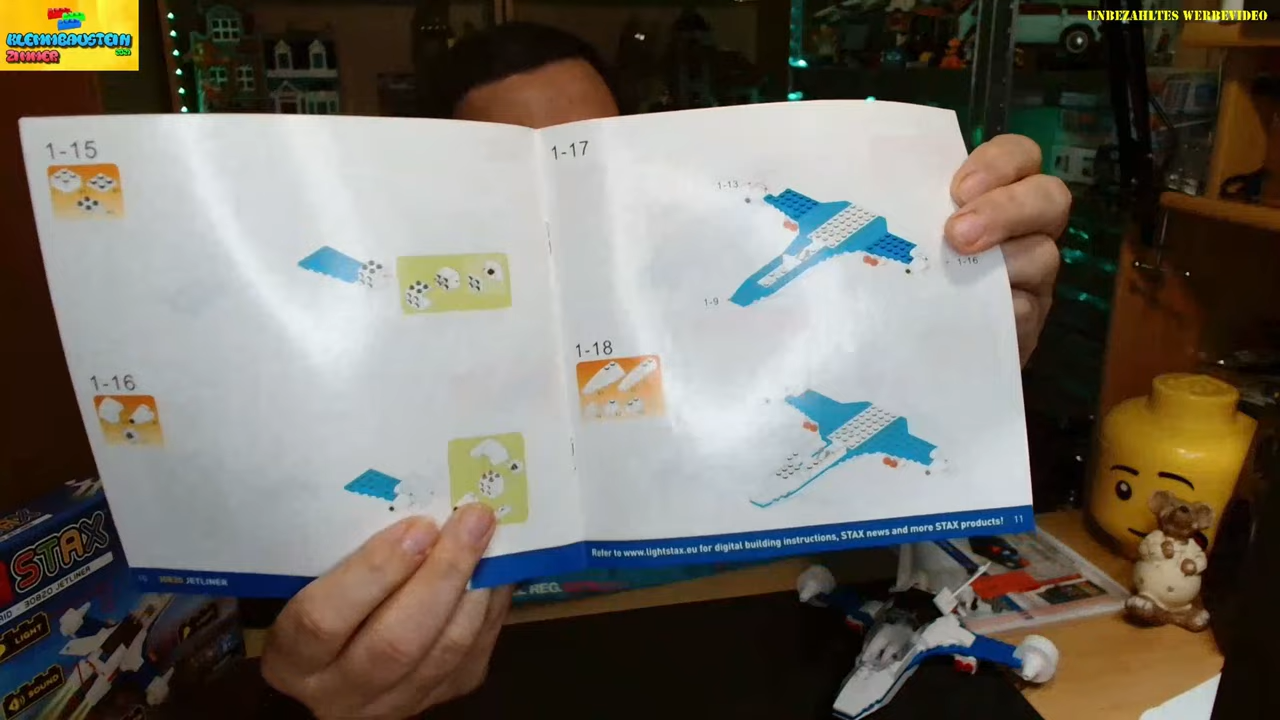 KLEMMBAUSTEIN
ZIMMER
UNBEZAHLTES WERBEVIDEO
1-15
1-16
30820 JETLINER
1-17
1-13
1-16
1-9
1-18
Refer to www.lightstax.eu for digital building instructions, STAX news and more STAX products!
11
STAX
30820 JETLINER
LIGHT
SOUND
REG.